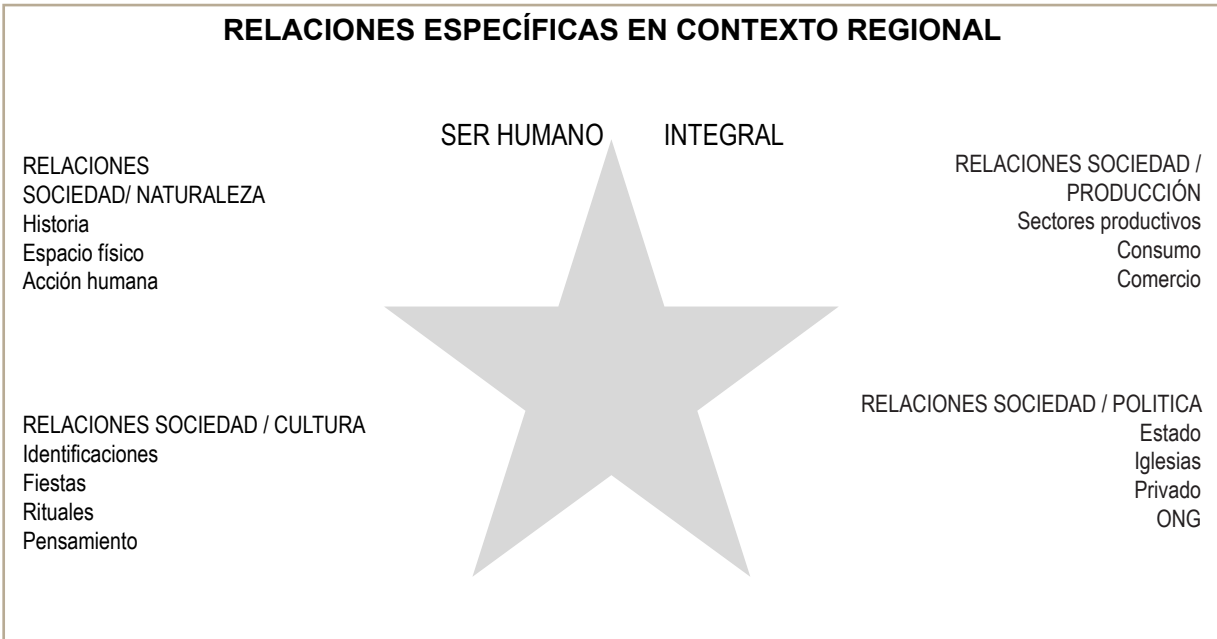 RELACIONES ESPECÍFICAS EN CONTEXTO REGIONAL
SER HUMANO INTEGRAL
RELACIONES
SOCIEDAD/ NATURALEZA
Historia
Espacio físico
Acción humana
RELACIONES SOCIEDAD /
PRODUCCIÓN
Sectores productivos
Consumo
Comercio
RELACIONES SOCIEDAD / CULTURA
Identificaciones
Fiestas
Rituales
Pensamiento
RELACIONES SOCIEDAD / POLITICA
Estado
Iglesias
Privado
ONG